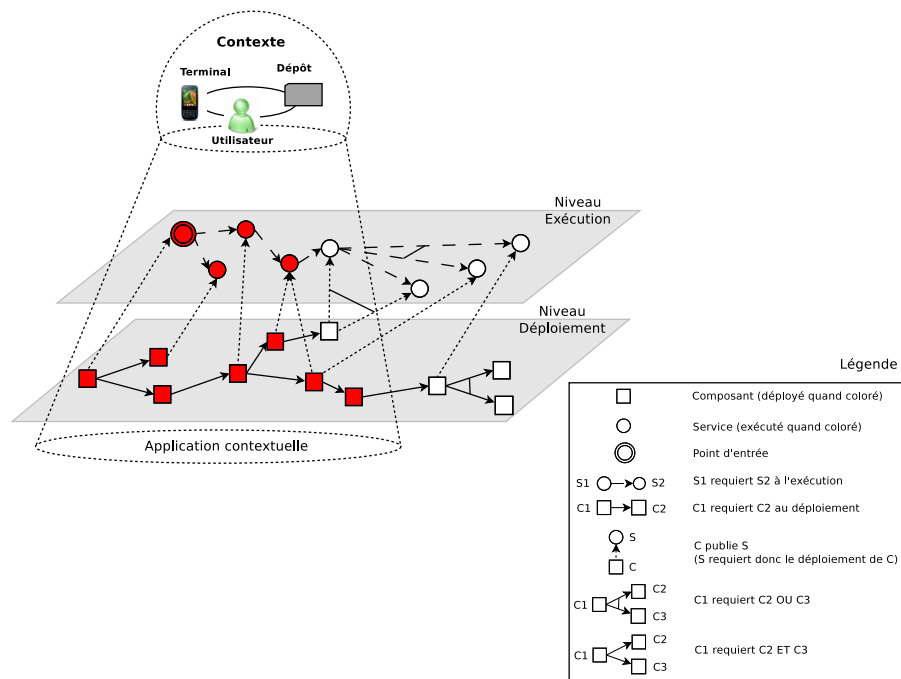 Contexte
Dépôt
Terminal
Utilisateur
Niveau
Exécution
Niveau
Déploiement
Application contextuelle
Légende
Composant (déployé quand coloré)
Service (exécuté quand coloré)
Point d'entrée
S1
S2
S1 requiert S2 à l'exécution
C1
C2
C1 requiert C2 au déploiement
S
C
C publie S
(S requiert donc le déploiement de C)
C1
C2
C3
C1 requiert C2 OU C3
C1
C2
C3
C1 requiert C2 ET C3